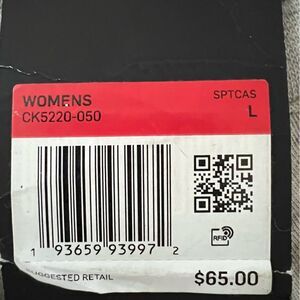 WOMENS SPTCAS
CK5220-050 L
RFID
1 93659 93997 2
SUGGESTED RETAIL $65.00